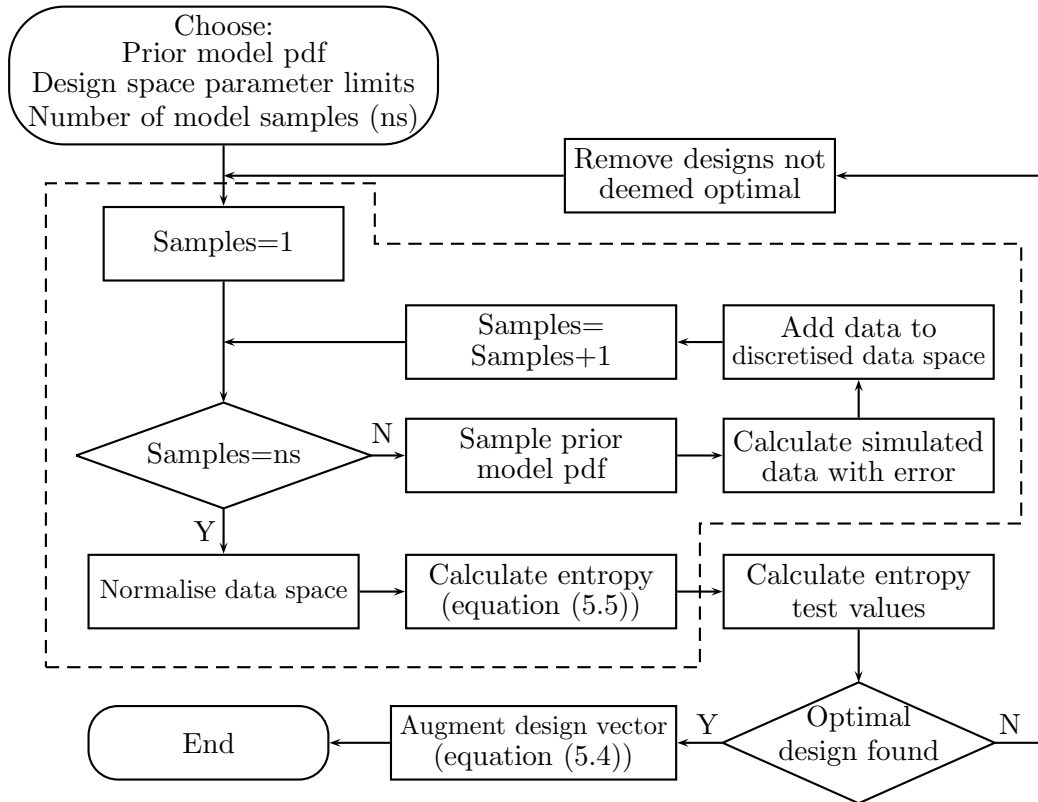 Choose:
Prior model pdf
Design space parameter limits
Number of model samples (ns)
Remove designs not
deemed optimal
Samples=1
Samples=
Samples+1
Add data to
discretised data space
Samples=ns
N
Sample prior
model pdf
Calculate simulated
data with error
Y
Normalise data space
Calculate entropy
(equation (5.5))
Calculate entropy
test values
End
Augment design vector
(equation (5.4))
Y
Optimal
design found
N